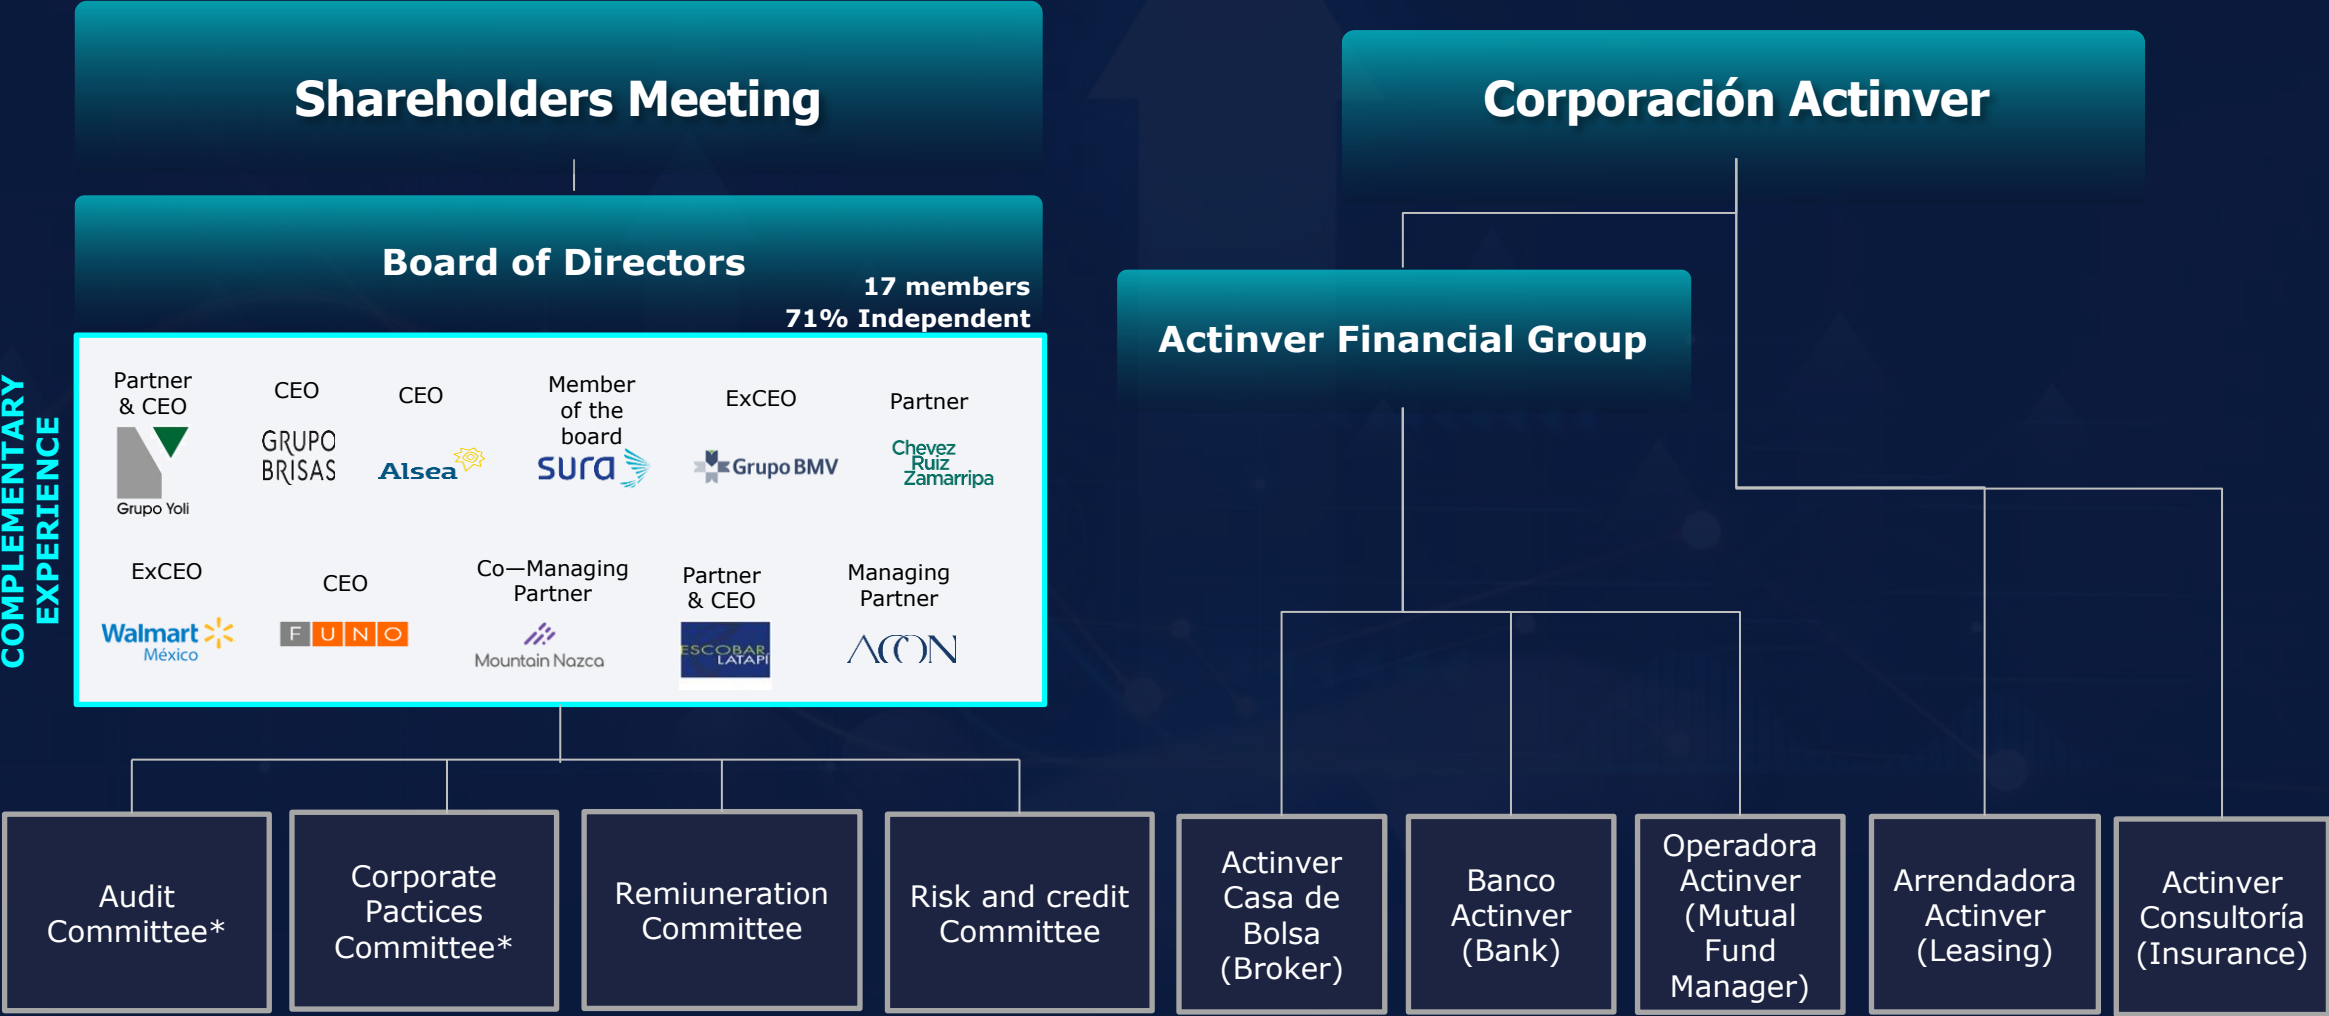 Shareholders Meeting
Board of Directors
17 members
71% Independent
COMPLEMENTARY
EXPERIENCE
Partner
& CEO
Grupo Yoli
CEO
GRUPO
BRISAS
CEO
Alsea
Member
of the
board
sura
ExCEO
Grupo BMV
Partner
Chevez
Ruiz
Zamarripa
ExCEO
Walmart
México
CEO
FUNO
Co—Managing
Partner
Mountain Nazca
Partner
& CEO
ESCOBAR
LATAPÍ
Managing
Partner
ACON
Audit
Committee*
Corporate
Pactices
Committee*
Remiuneration
Committee
Risk and credit
Committee
Corporación Actinver
Actinver Financial Group
Actinver
Casa de
Bolsa
(Broker)
Banco
Actinver
(Bank)
Operadora
Actinver
(Mutual
Fund
Manager)
Arrendadora
Actinver
(Leasing)
Actinver
Consultoría
(Insurance)